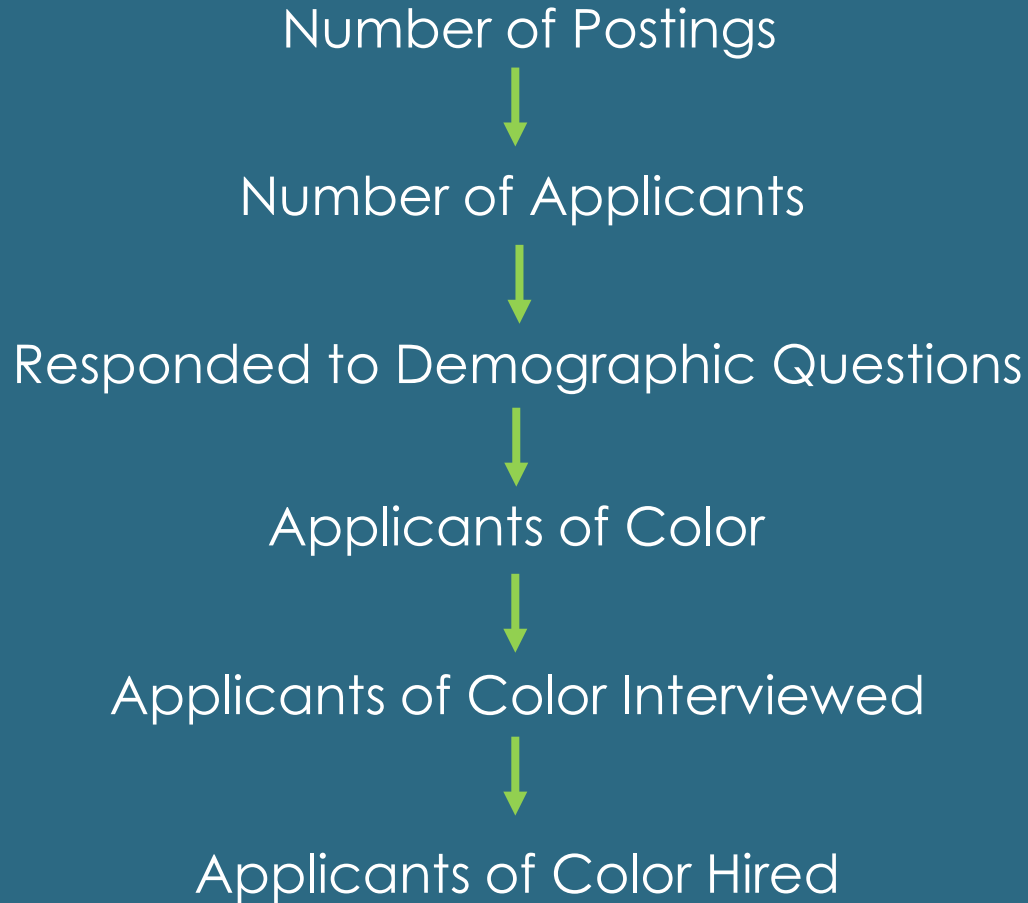 Number of Postings
Number of Applicants
Responded to Demographic Questions
Applicants of Color
Applicants of Color Interviewed
Applicants of Color Hired